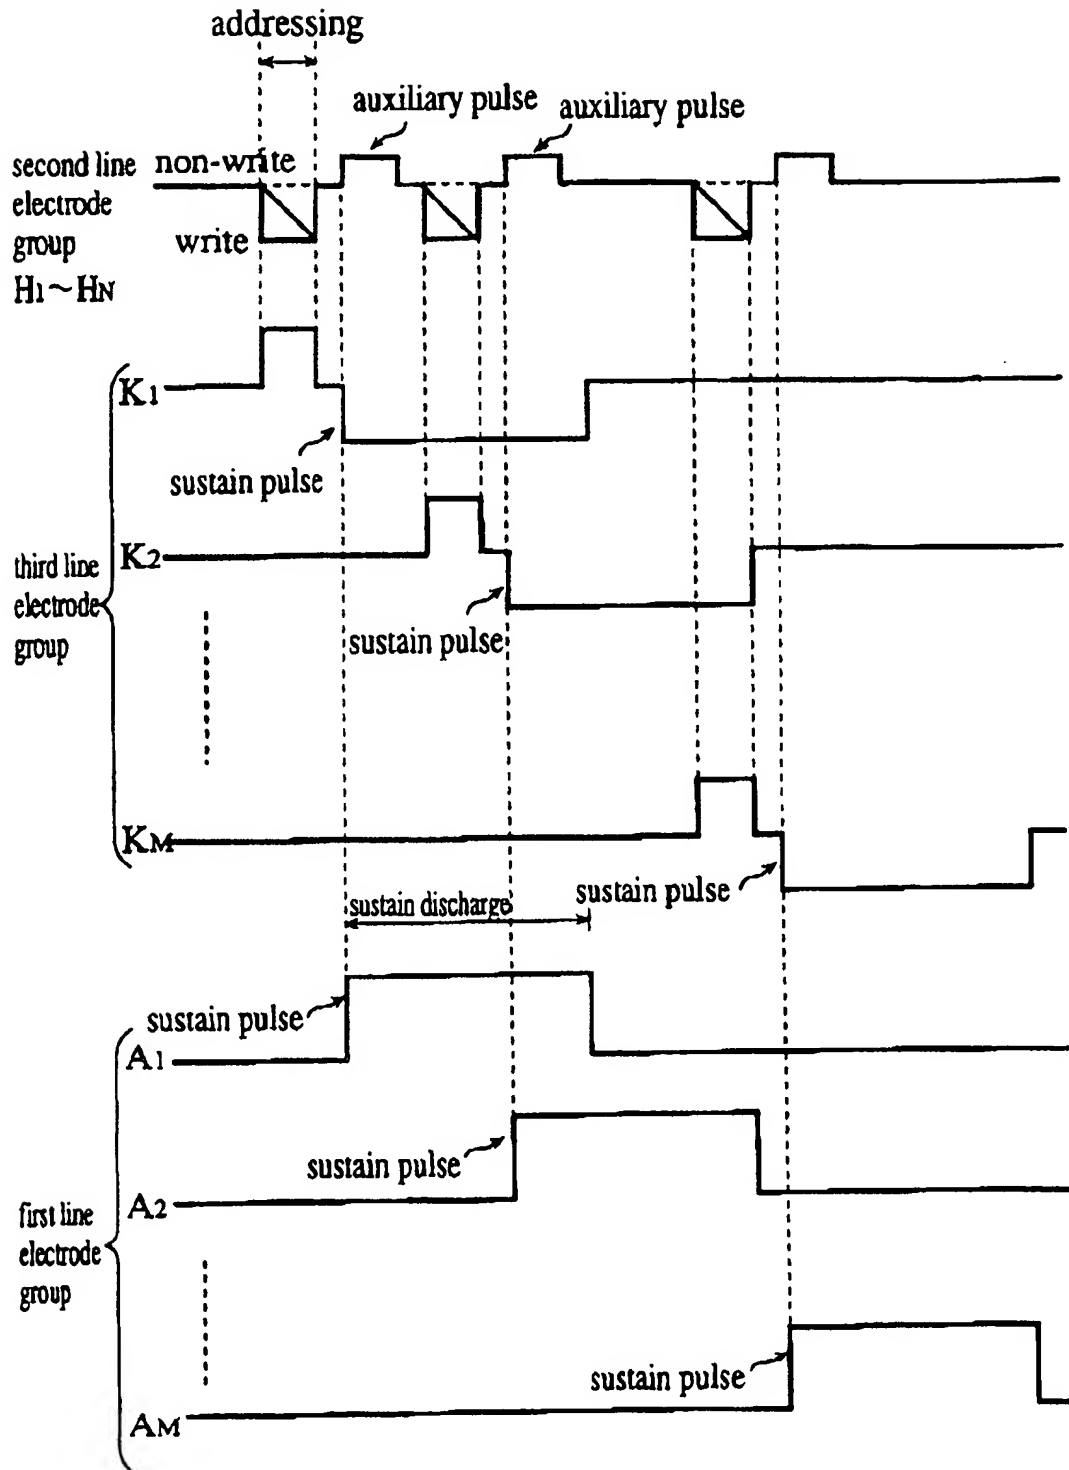 addressing
auxiliary pulse
auxiliary pulse
second line
electrode
group
H1~HN
non-write
write
K1
sustain pulse
K2
sustain pulse
third line
electrode
group
KM
sustain pulse
sustain discharge
sustain pulse
A1
sustain pulse
A2
first line
electrode
group
sustain pulse
AM